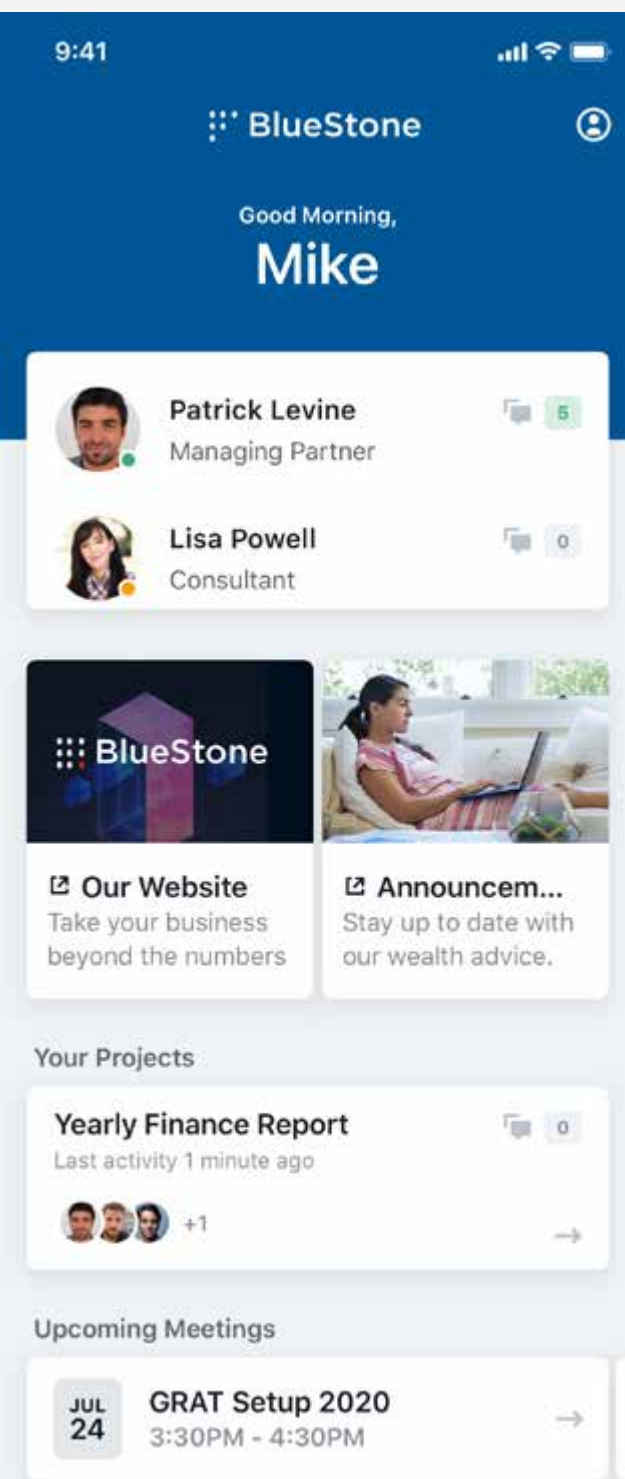 9:41
BlueStone
Good Morning,
Mike
Patrick Levine
5
Managing Partner
Lisa Powell
0
Consultant
BlueStone
Our Website
Take your business
beyond the numbers
Announcem...
Stay up to date with
our wealth advice.
Your Projects
Yearly Finance Report
0
Last activity 1 minute ago
+1
Upcoming Meetings
JUL
24
GRAT Setup 2020
3:30PM - 4:30PM